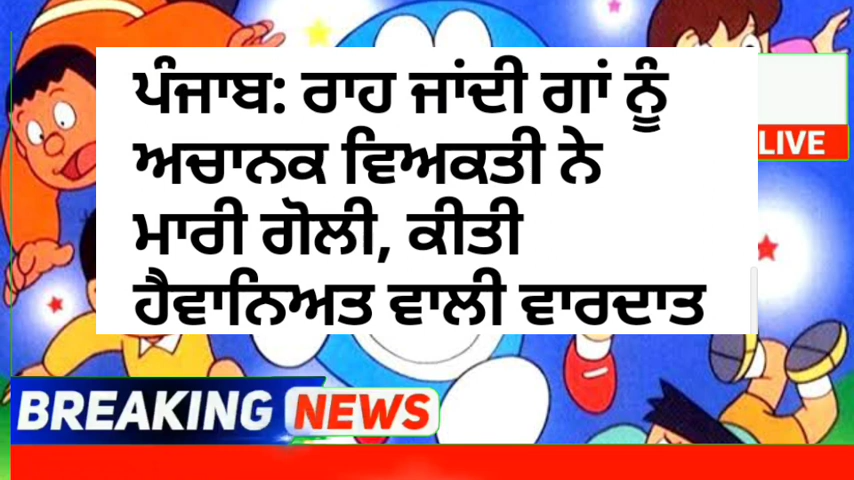 ਪੰਜਾਬ: ਰਾਹ ਜਾਂਦੀ ਗਾਂ ਨੂੰ
ਅਚਾਨਕ ਵਿਅਕਤੀ ਨੇ
ਮਾਰੀ ਗੋਲੀ, ਕੀਤੀ
ਹੈਵਾਨਿਅਤ ਵਾਲੀ ਵਾਰਦਾਤ
LIVE
BREAKING NEWS